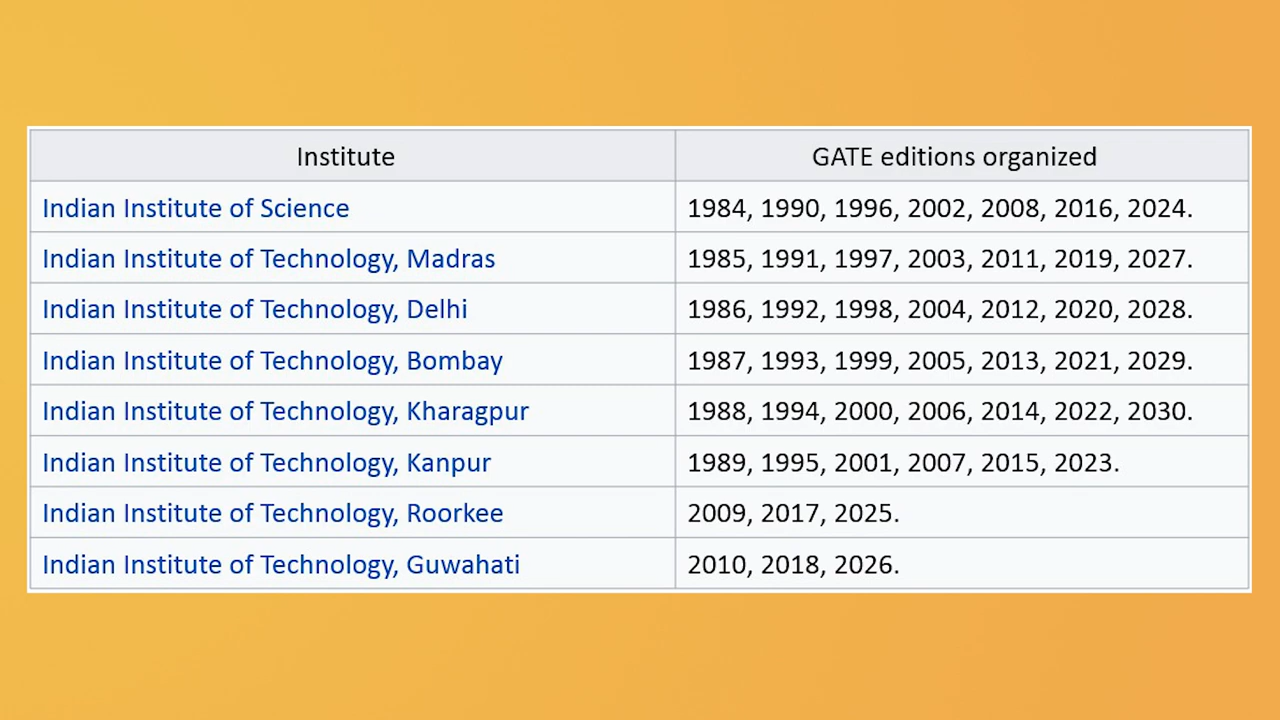 Institute GATE editions organized
Indian Institute of Science 1984, 1990, 1996, 2002, 2008, 2016, 2024.
Indian Institute of Technology, Madras 1985, 1991, 1997, 2003, 2011, 2019, 2027.
Indian Institute of Technology, Delhi 1986, 1992, 1998, 2004, 2012, 2020, 2028.
Indian Institute of Technology, Bombay 1987, 1993, 1999, 2005, 2013, 2021, 2029.
Indian Institute of Technology, Kharagpur 1988, 1994, 2000, 2006, 2014, 2022, 2030.
Indian Institute of Technology, Kanpur 1989, 1995, 2001, 2007, 2015, 2023.
Indian Institute of Technology, Roorkee 2009, 2017, 2025.
Indian Institute of Technology, Guwahati 2010, 2018, 2026.